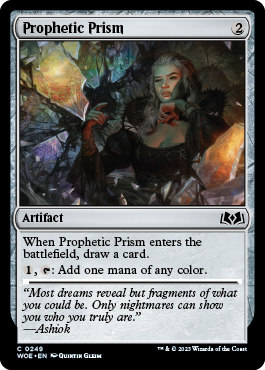 Prophetic Prism 2
Artifact
When Prophetic Prism enters the
battlefield, draw a card.
1, : Add one mana of any color.
“Most dreams reveal but fragments of what
you could be. Only nightmares can show
you who you truly are.”
—Ashiok
C 0249
WOE • EN QUINTIN GLEIM
™ & © 2023 Wizards of the Coast